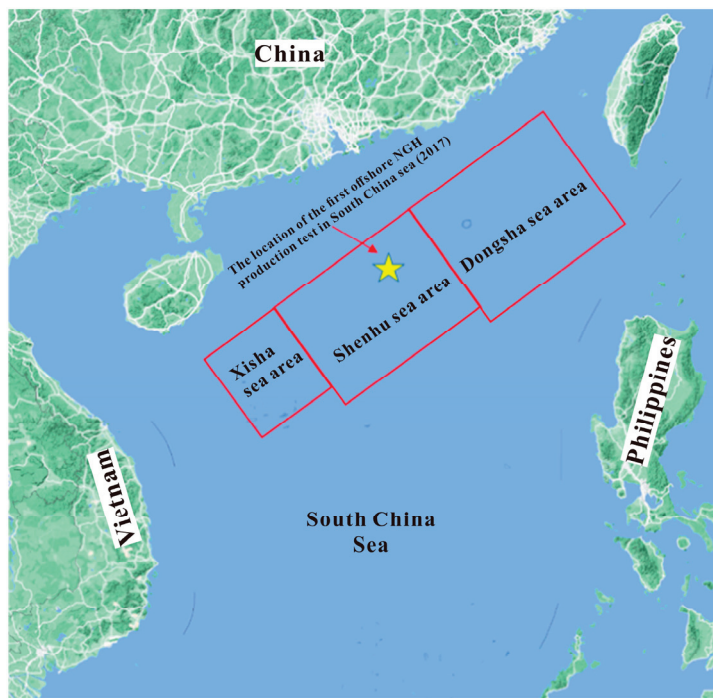 China
The location of the first offshore NGH
production test in South China sea (2017)
Dongsha sea area
Shenhu sea area
Xisha
sea area
Philippines
Vietnam
South China
Sea